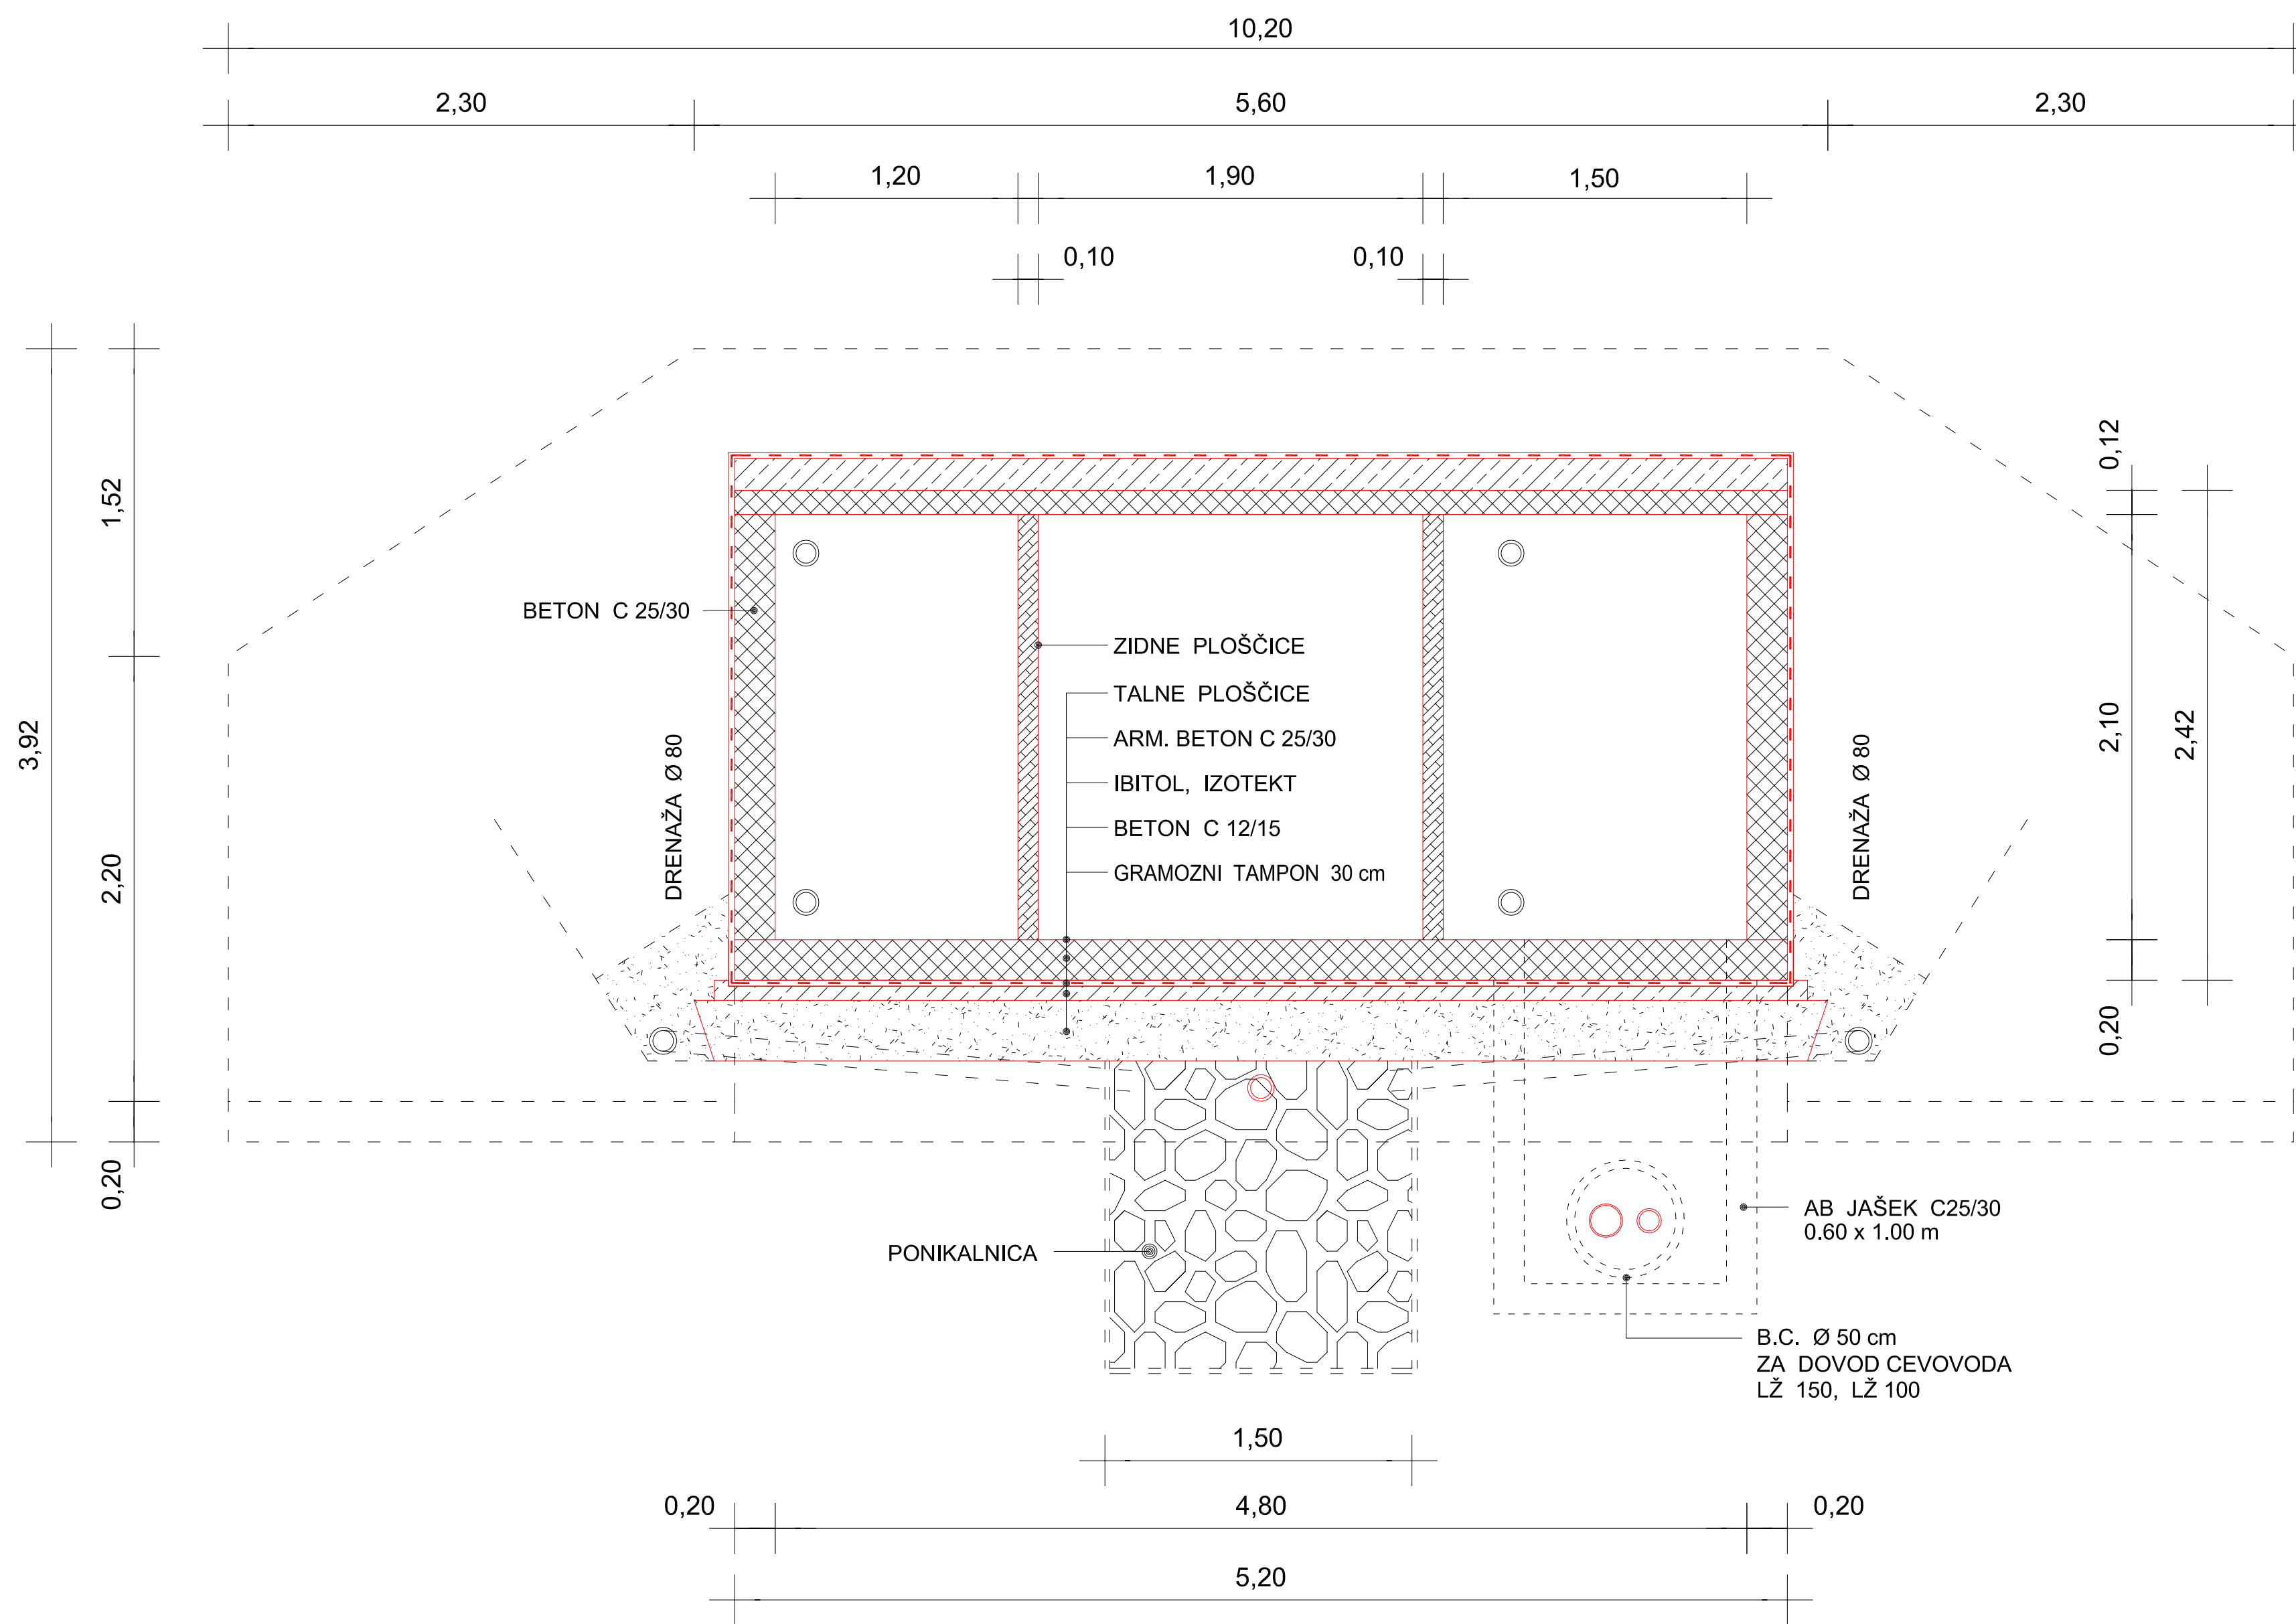 10,20
2,30
5,60
2,30
1,20
1,90
1,50
0,10
0,10
3,92
1,52
2,20
0,20
0,12
2,10
2,42
0,20
BETON C 25/30
ZIDNE PLOŠČICE
TALNE PLOŠČICE
ARM. BETON C 25/30
IBITOL, IZOTEKT
BETON C 12/15
GRAMOZNI TAMPON 30 cm
DRENAŽA Ø 80
DRENAŽA Ø 80
PONIKALNICA
AB JAŠEK C25/30
0.60 x 1.00 m
B.C. Ø 50 cm
ZA DOVOD CEVOVODA
LŽ 150, LŽ 100
1,50
0,20
4,80
0,20
5,20